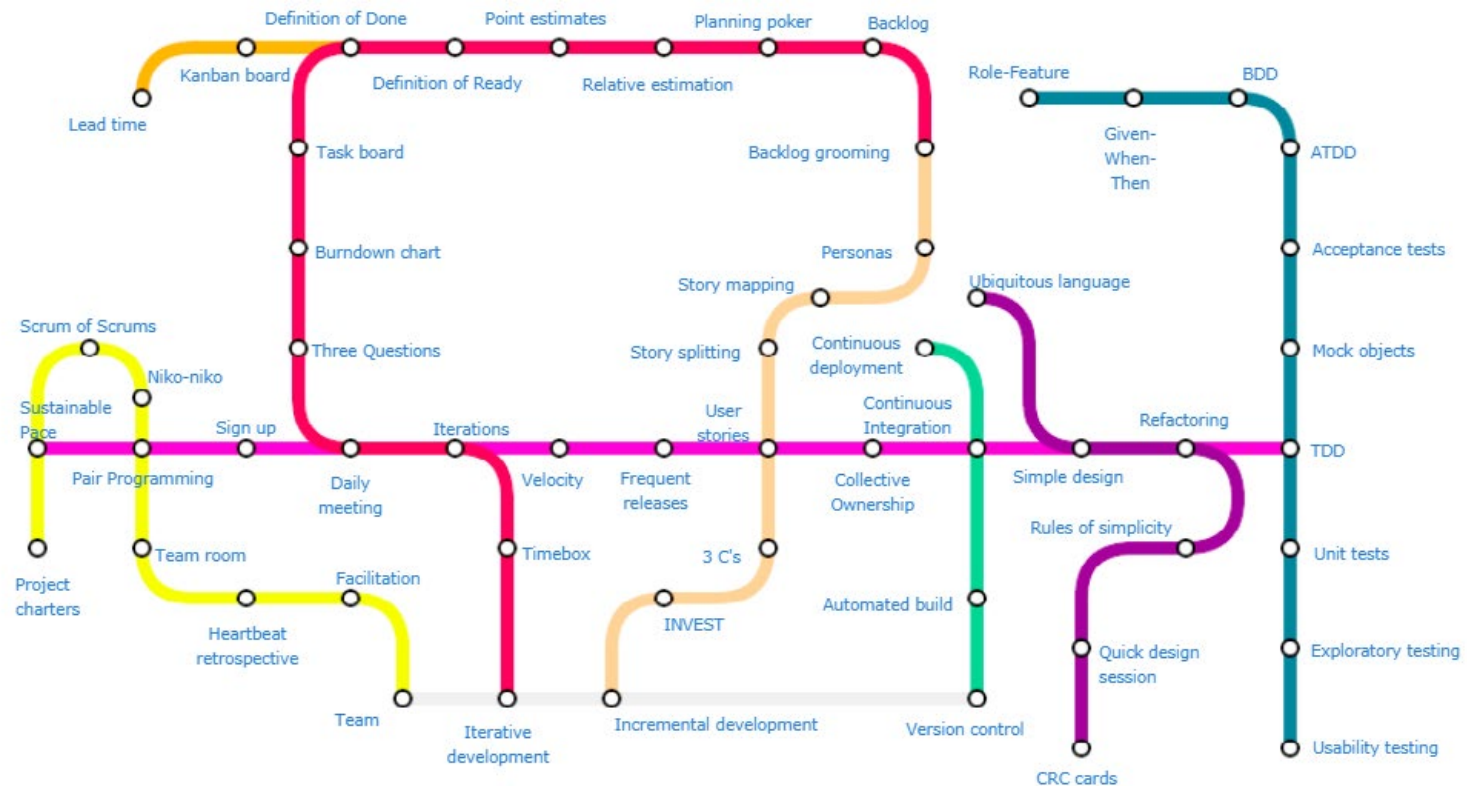 Definition of Done
Point estimates
Planning poker
Backlog
Kanban board
Definition of Ready
Relative estimation
Role-Feature
BDD
Lead time
Given-
When-
Then
Task board
Backlog grooming
ATDD
Burndown chart
Personas
Acceptance tests
Story mapping
Ubiquitous language
Scrum of Scrums
Three Questions
Story splitting
Continuous
deployment
Mock objects
Niko-niko
Sustainable
Pace
Sign up
Iterations
User
stories
Continuous
Integration
Refactoring
TDD
Pair Programming
Daily
meeting
Velocity
Frequent
releases
Collective
Ownership
Simple design
Rules of simplicity
Team room
Timebox
3 C's
Unit tests
Project
charters
Facilitation
Automated build
Heartbeat
retrospective
INVEST
Quick design
session
Exploratory testing
Team
Iterative
development
Incremental development
Version control
Usability testing
CRC cards